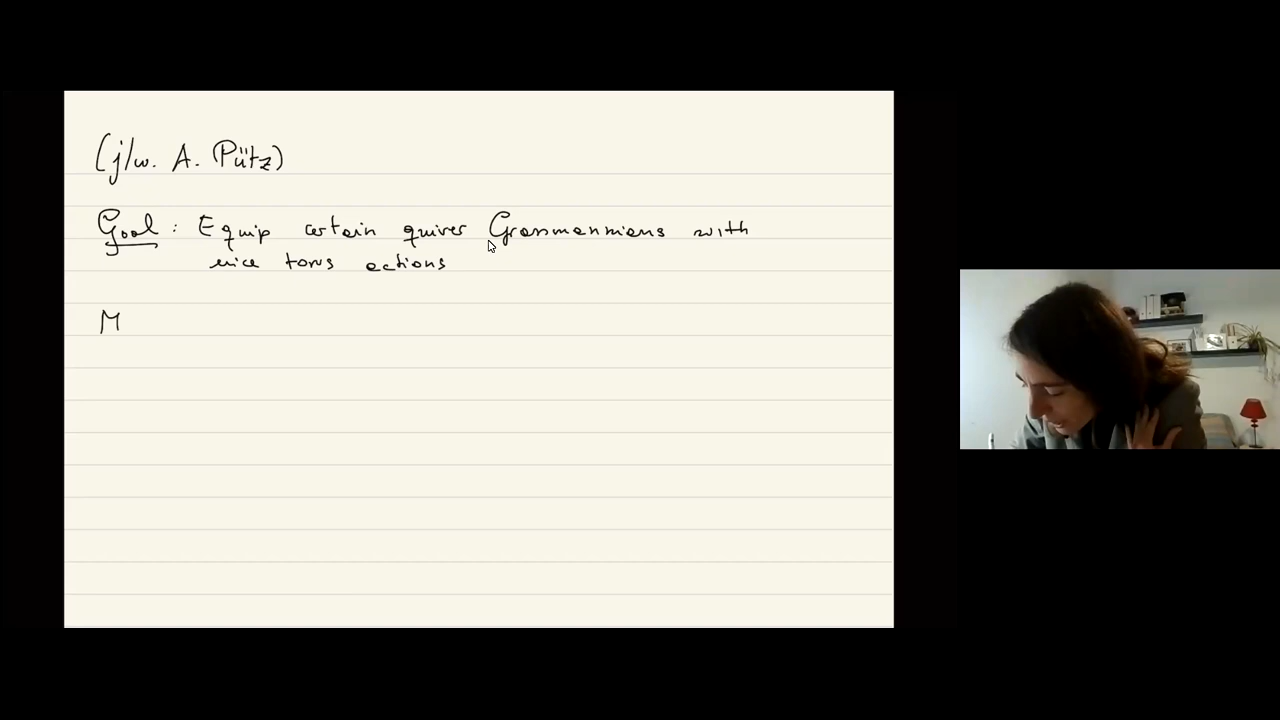 (j/w. A. Pütz)
Goal: Equip certain quiver Grassmannians with
nice torus actions
M